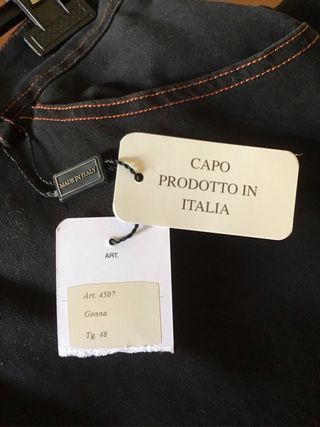 MADE IN ITALY
CAPO
PRODOTTO IN
ITALIA
ART.
Art. 4507
Gonna
Tg. 48